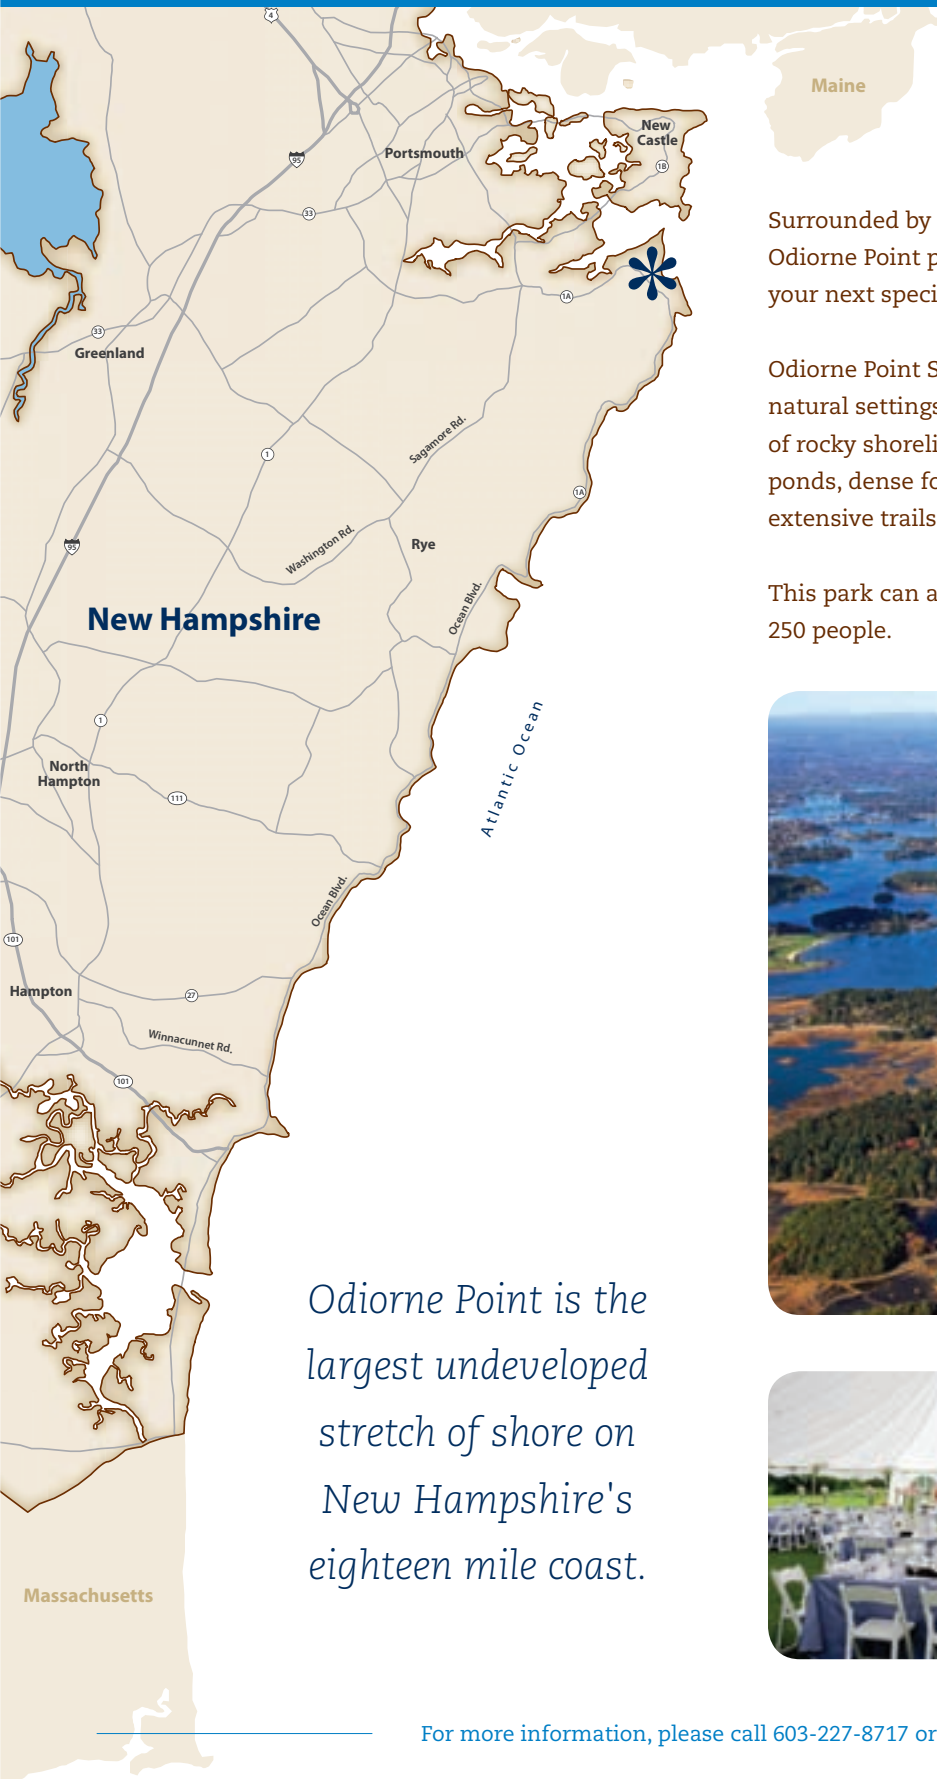 4
Maine
New
Castle
Portsmouth
95
1B
33
Surrounded by
Odiorne Point p
your next speci
1A
33
Greenland
Odiorne Point S
natural settings
of rocky shoreli
ponds, dense fo
extensive trails
Sagamore Rd.
1
1A
Washington Rd.
Rye
95
Ocean Blvd.
New Hampshire
This park can a
250 people.
1
Atlantic Ocean
North
Hampton
111
Ocean Blvd.
101
Hampton
27
Winnacunnet Rd.
101
Odiorne Point is the
largest undeveloped
stretch of shore on
New Hampshire's
eighteen mile coast.
Massachusetts
For more information, please call 603-227-8717 or